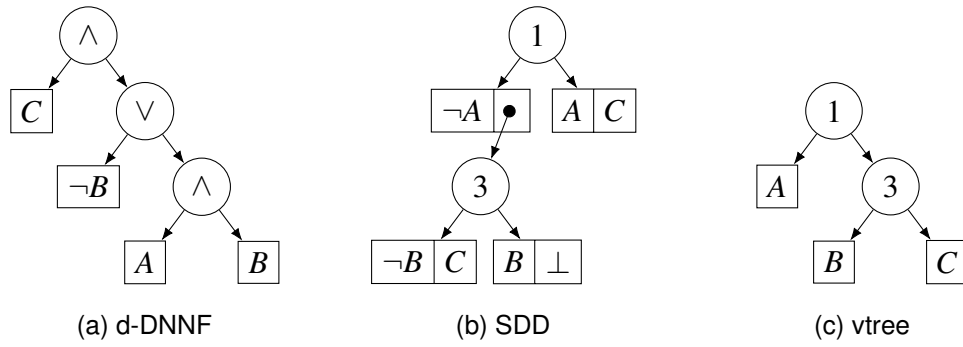 ∧ 1
C ∨ ¬A A C 1
¬B ∧ 3 A 3
A B ¬B C B ⊥ B C
(a) d-DNNF (b) SDD (c) vtree